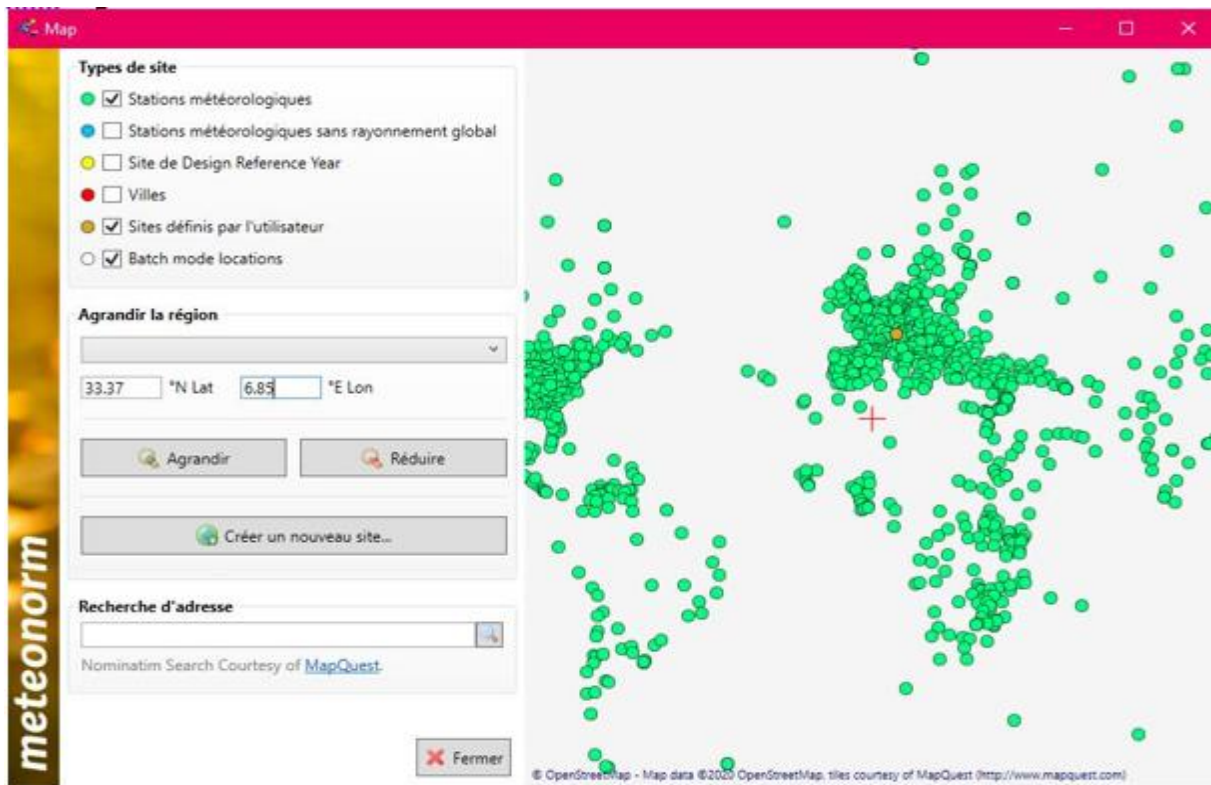 Map
Types de site
Stations météorologiques
Stations météorologiques sans rayonnement global
Site de Design Reference Year
Villes
Sites définis par l'utilisateur
Batch mode locations
Agrandir la région
33.37 °N Lat 6.85 °E Lon
Agrandir Réduire
Créer un nouveau site...
Recherche d'adresse
Nominatim Search Courtesy of MapQuest.
Fermer
meteonorm
© OpenStreetMap - Map data ©2020 OpenStreetMap, tiles courtesy of MapQuest (http://www.mapquest.com)